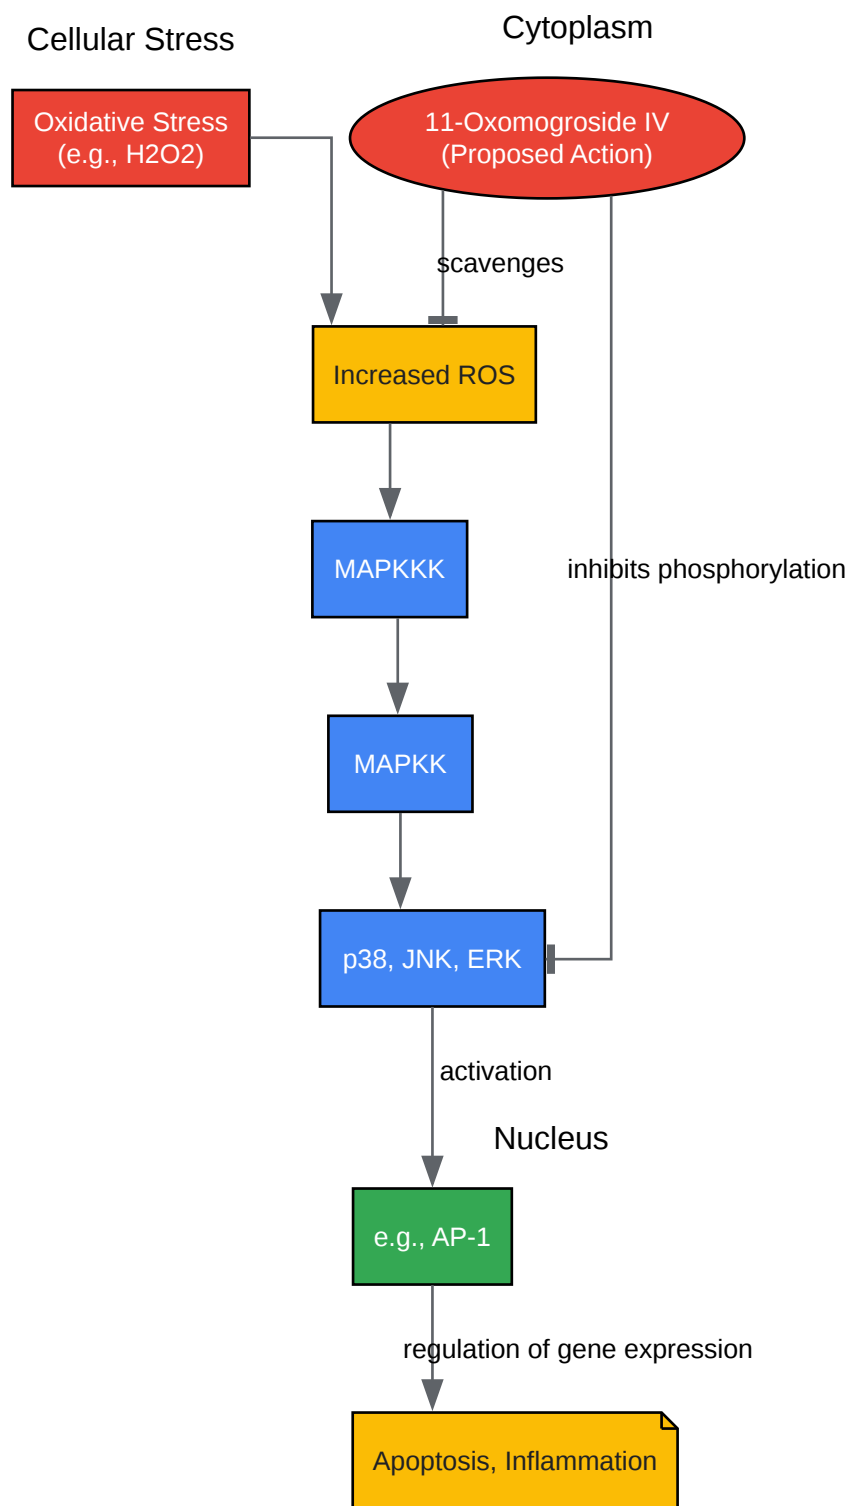 Cellular Stress
Cytoplasm
Oxidative Stress
(e.g., H2O2)
11-Oxomogroside IV
(Proposed Action)
scavenges
Increased ROS
MAPKKK
inhibits phosphorylation
MAPKK
p38, JNK, ERK
activation
Nucleus
e.g., AP-1
regulation of gene expression
Apoptosis, Inflammation